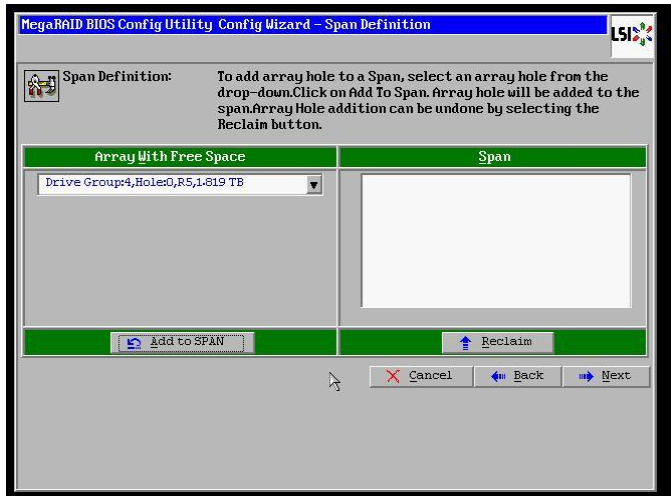 MegaRAID BIOS Config Utility Config Wizard - Span Definition
LSI
Span Definition:
To add array hole to a Span, select an array hole from the
drop-down.Click on Add To Span. Array hole will be added to the
span.Array Hole addition can be undone by selecting the
Reclaim button.
Array With Free Space
Span
Drive Group:4,Hole:0,R5,1.819 TB
Add to SPAN
Reclaim
Cancel
Back
Next